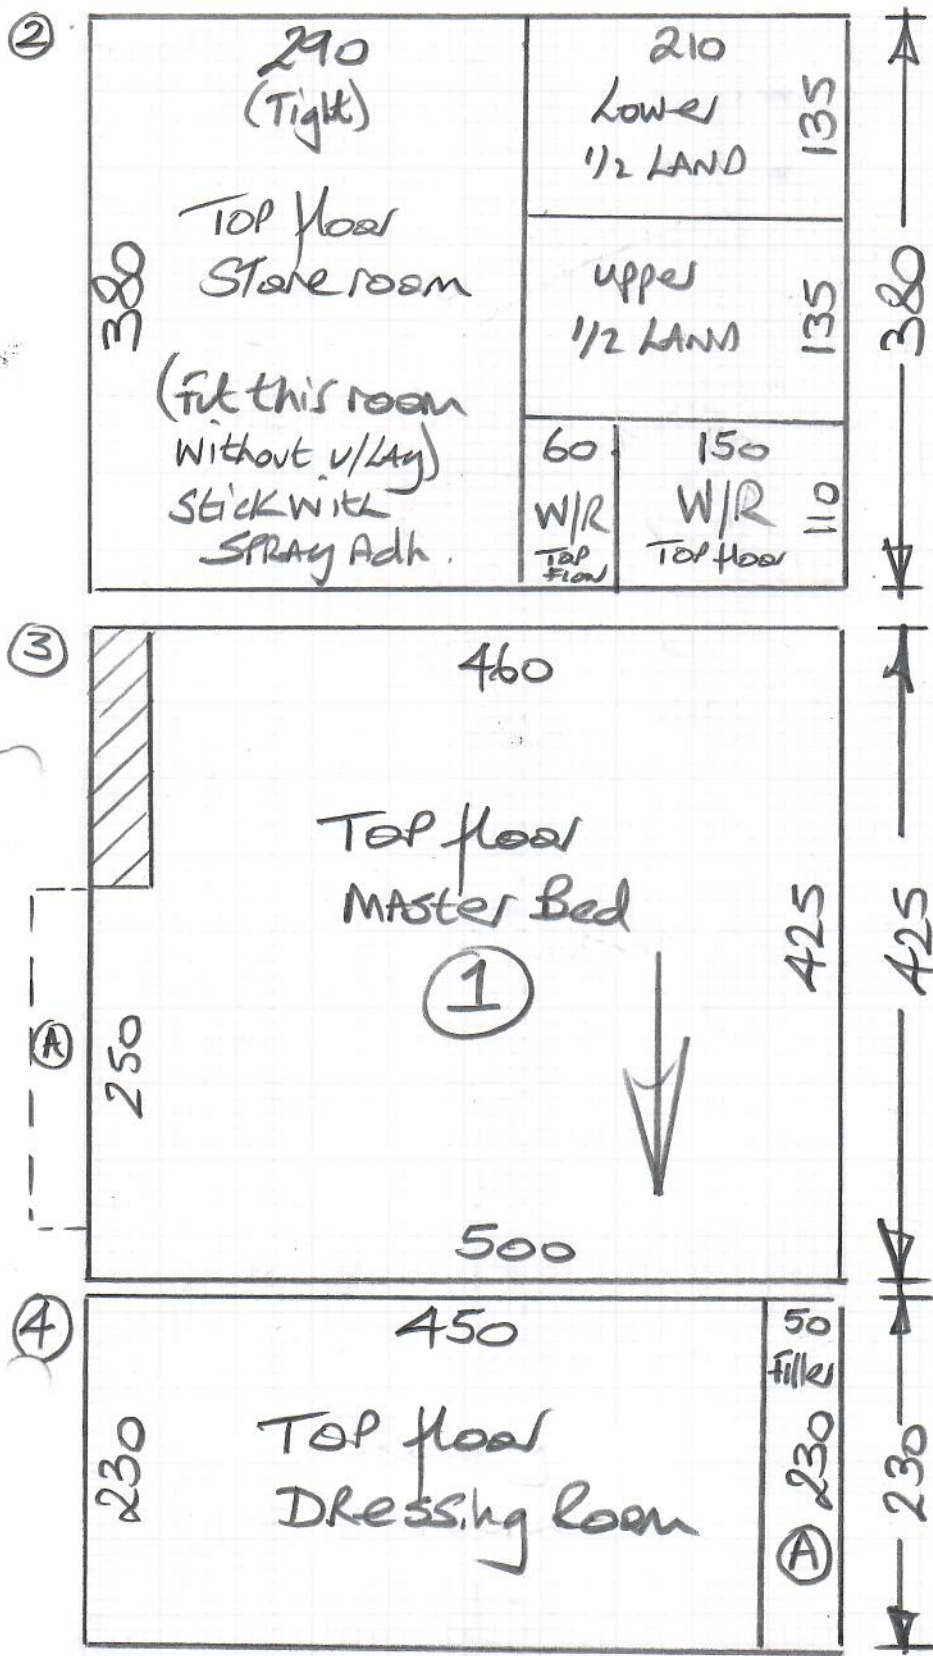 2
290
(Tight)
TOP floor
Store room
380
(Fit this room
without u/Lay)
Stick with
SPRAY Adh.
210
Lower
1/2 LAND
135
upper
1/2 LAND
135
60
W/R
TOP
Floor
150
W/R
TOP floor
110
380
3
460
TOP floor
MASter Bed
1
425
A
250
500
425
4
450
TOP floor
DRessing Room
230
50
Filler
230
A
230